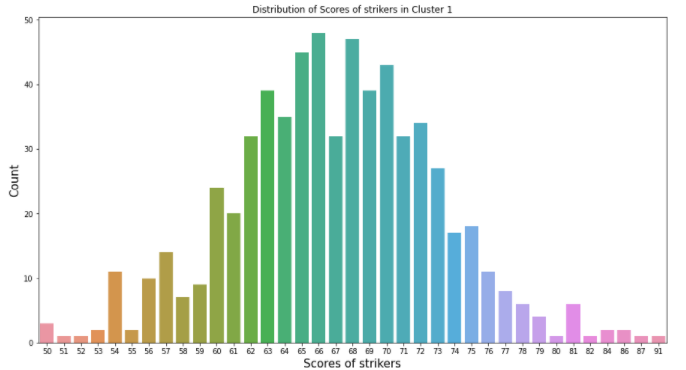 Distribution of Scores of strikers in Cluster 1
50
40
30
20
10
0
Count
50 51 52 53 54 55 56 57 58 59 60 61 62 63 64 65 66 67 68 69 70 71 72 73 74 75 76 77 78 79 80 81 82 84 86 87 91
Scores of strikers